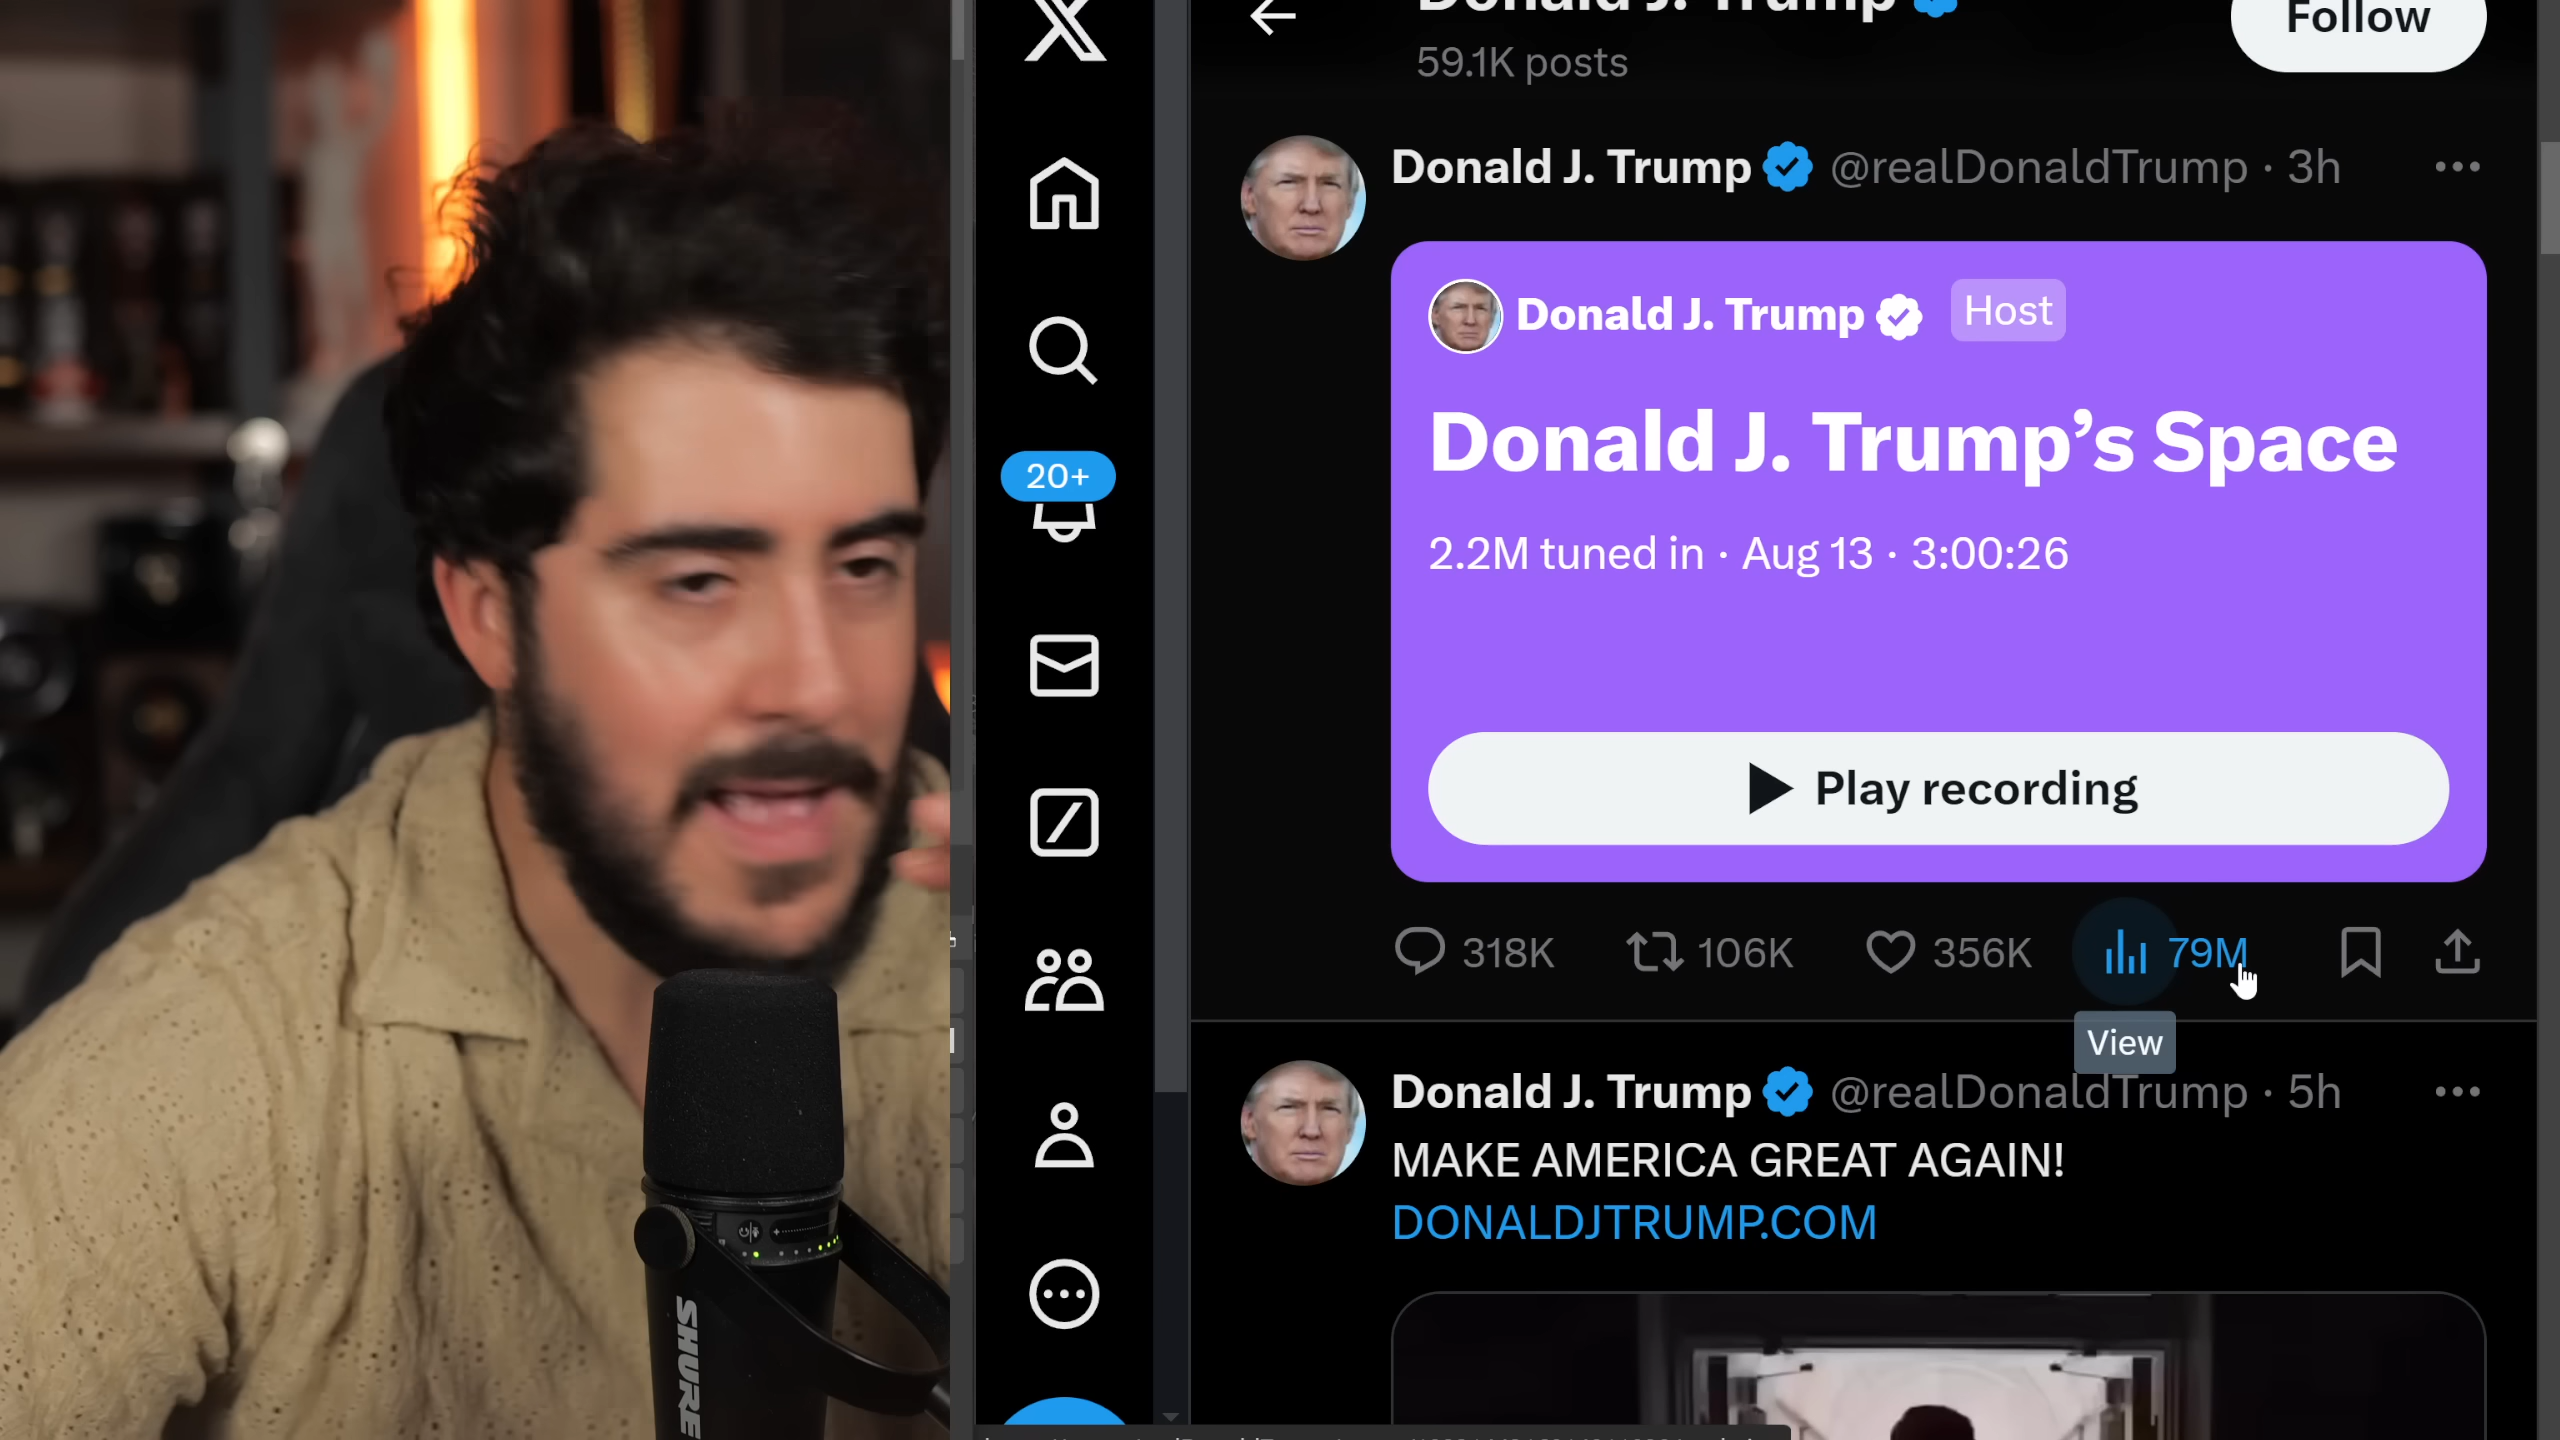 Donald J. Trump
Follow
59.1K posts
Donald J. Trump @realDonaldTrump · 3h
Donald J. Trump Host
Donald J. Trump’s Space
20+
2.2M tuned in · Aug 13 · 3:00:26
Play recording
318K 106K 356K 79M
View
Donald J. Trump @realDonaldTrump · 5h
MAKE AMERICA GREAT AGAIN!
DONALDJTRUMP.COM
SHURE